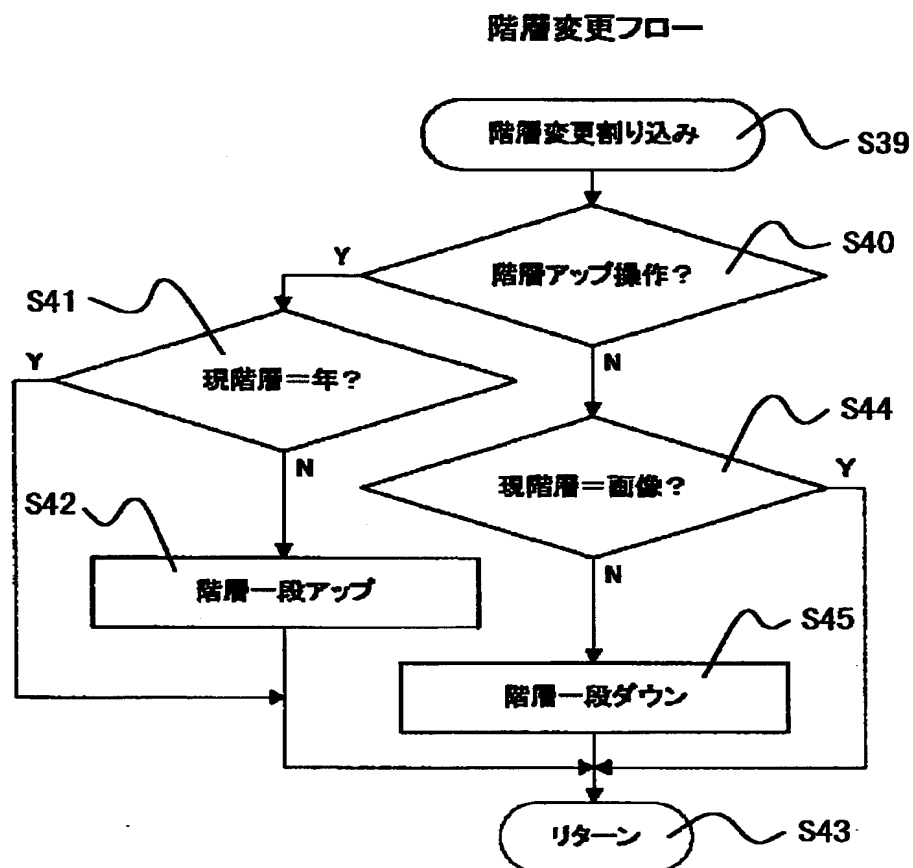 階層変更フロー
階層変更割り込み
S39
階層アップ操作？
S40
Y
N
S41
現階層＝年？
Y
N
S44
現階層＝画像？
Y
N
S42
階層一段アップ
S45
階層一段ダウン
リターン
S43